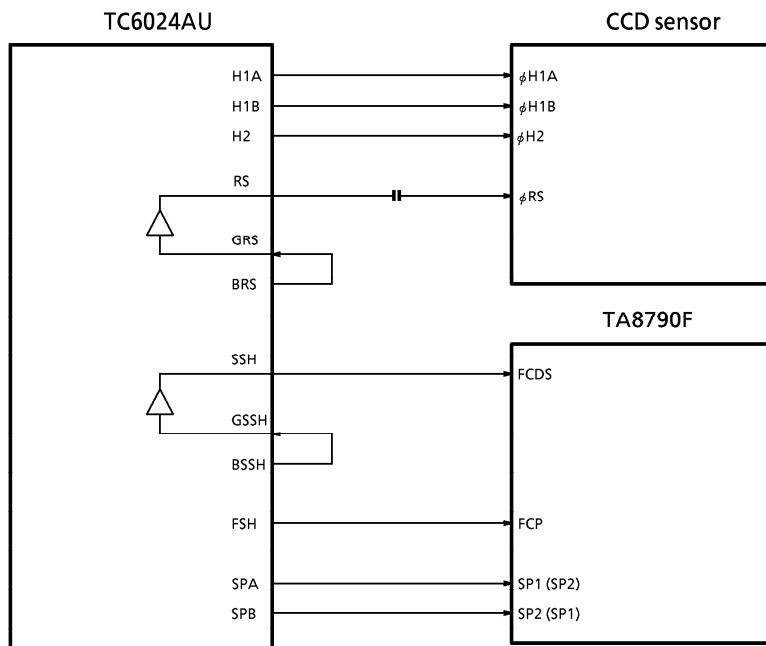 TC6024AU
CCD sensor
H1A
φH1A
H1B
φH1B
H2
φH2
RS
φRS
GRS
BRS
TA8790F
SSH
FCDS
GSSH
BSSH
FSH
FCP
SPA
SP1 (SP2)
SPB
SP2 (SP1)